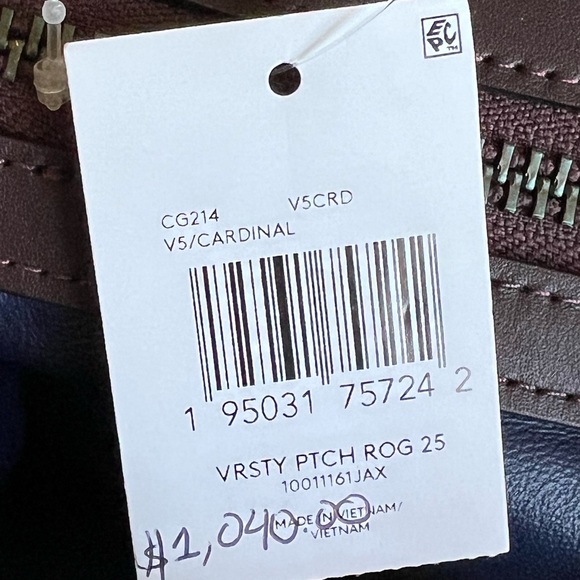 EPC™
CG214 V5CRD
V5/CARDINAL
1 95031 75724 2
VRSTY PTCH ROG 25
10011161JAX
MADE IN VIETNAM/
VIETNAM
$1,040.00